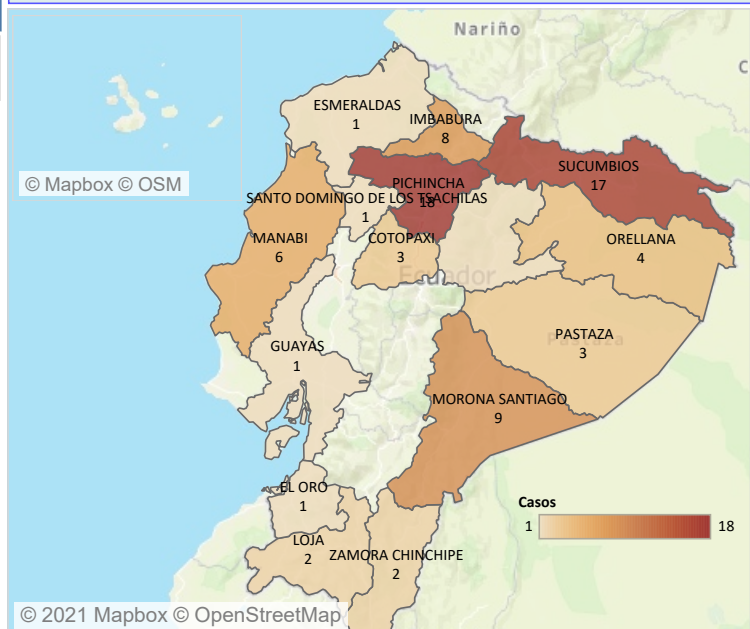 Nariño
C
ESMERALDAS
1
IMBABURA
8
© Mapbox © OSM
SUCUMBIOS
17
PICHINCHA
18
SANTO DOMINGO DE LOS TSACHILAS
1
MANABI
6
COTOPAXI
3
ORELLANA
4
Ecuador
PASTAZA
3
Pastaza
GUAYAS
1
MORONA SANTIAGO
9
EL ORO
1
Casos
1
18
LOJA
2
ZAMORA CHINCHIPE
2
© 2021 Mapbox © OpenStreetMap